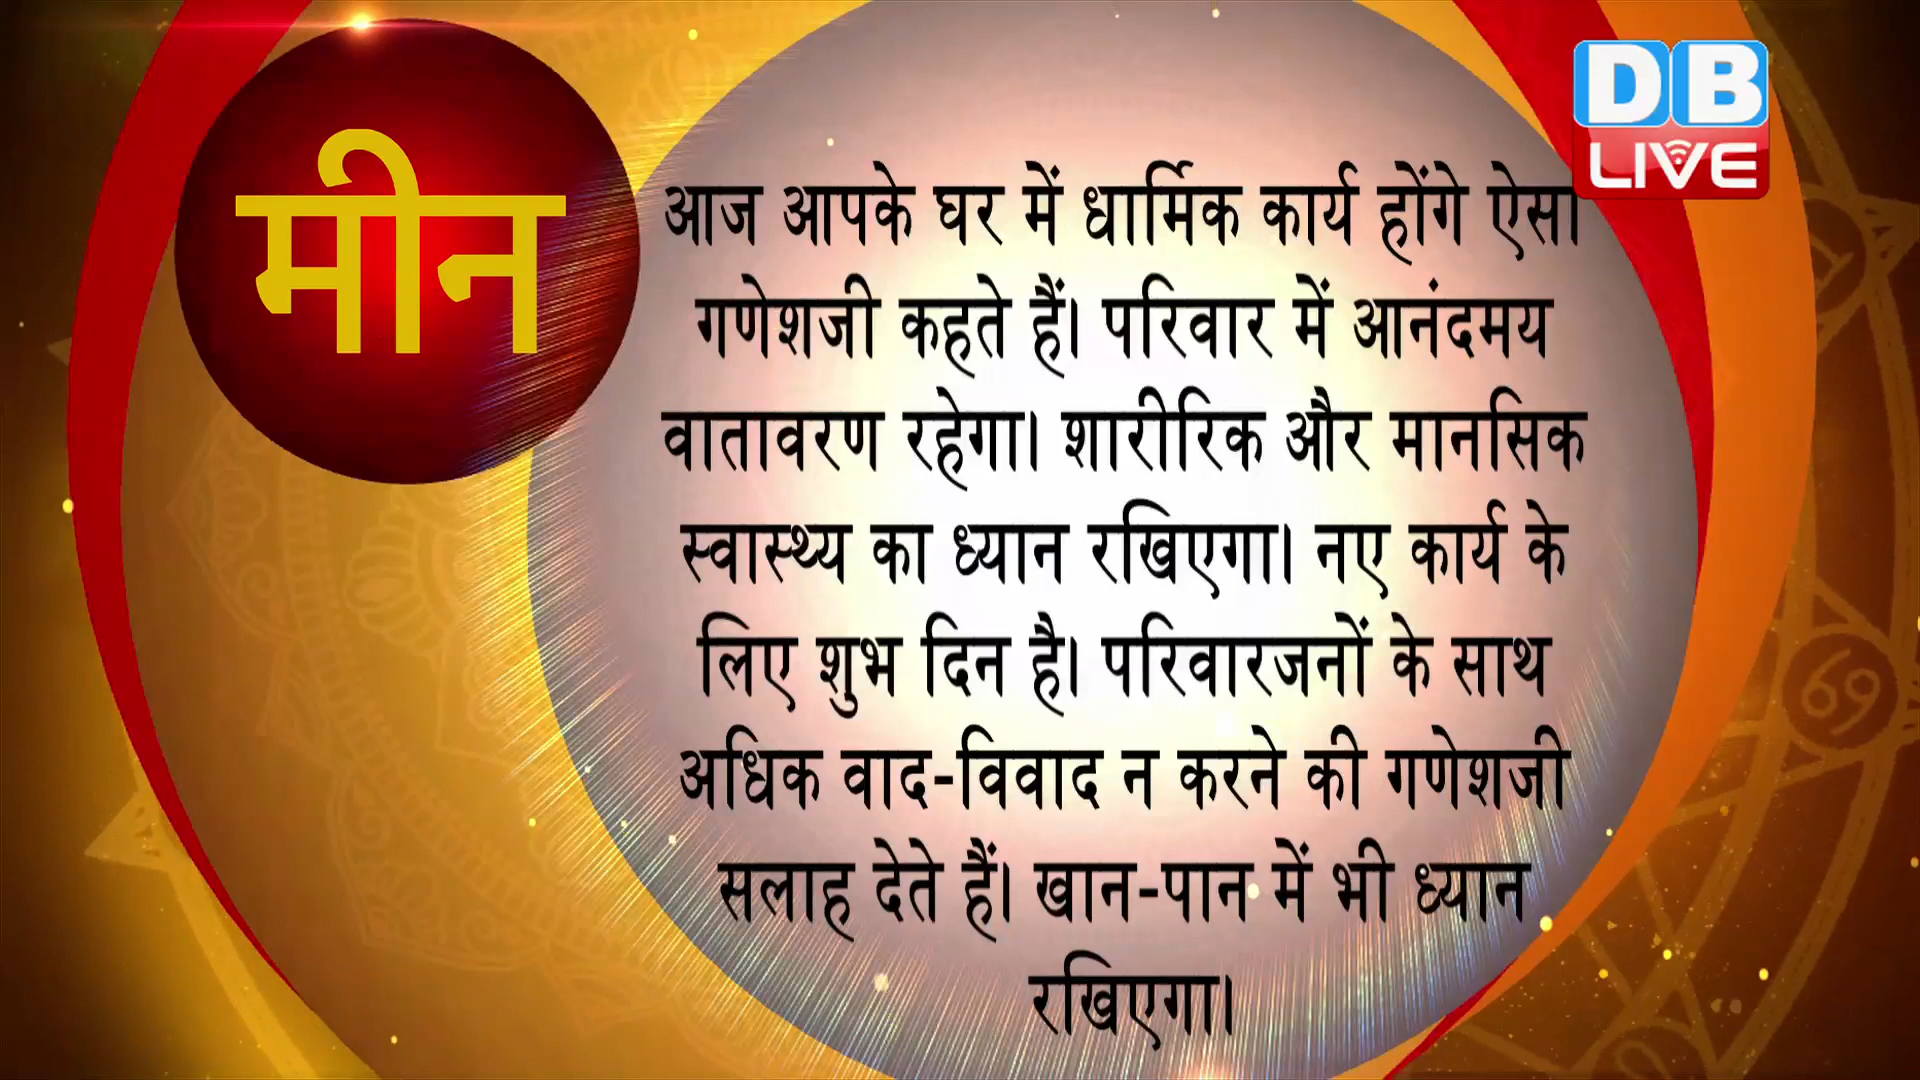 मीन
DB
LIVE
आज आपके घर में धार्मिक कार्य होंगे ऐसा
गणेशजी कहते हैं। परिवार में आनंदमय
वातावरण रहेगा। शारीरिक और मानसिक
स्वास्थ्य का ध्यान रखिएगा। नए कार्य के
लिए शुभ दिन है। परिवारजनों के साथ
अधिक वाद-विवाद न करने की गणेशजी
सलाह देते हैं। खान-पान में भी ध्यान
रखिएगा।